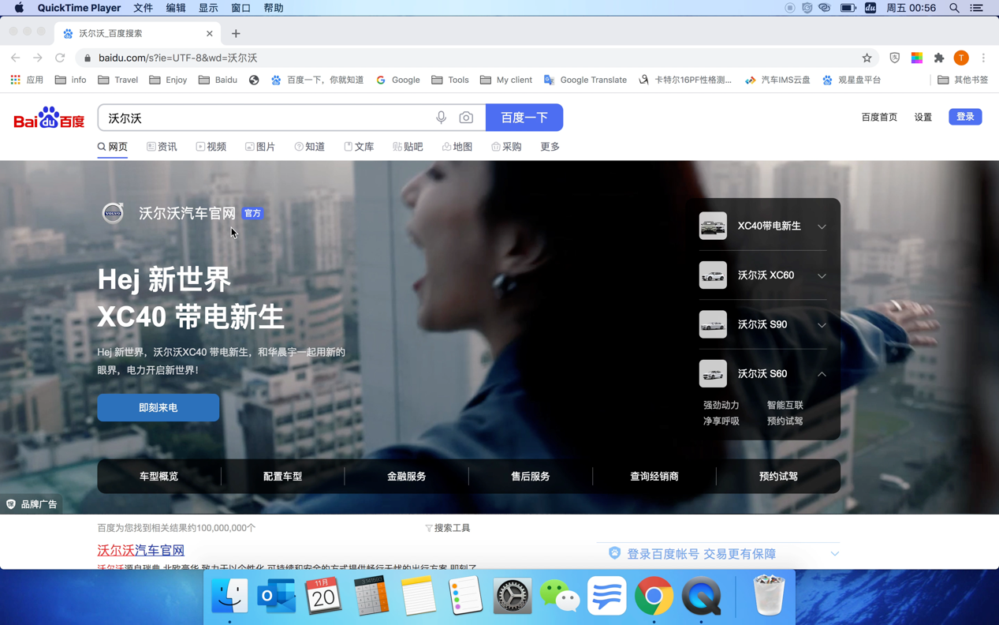 QuickTime Player 文件 编辑 显示 窗口 帮助 周五 00:56
沃尔沃_百度搜索
baidu.com/s?ie=UTF-8&wd=沃尔沃
T
应用 info Travel Enjoy Baidu 百度一下，你就知道 Google Tools My client Google Translate 卡特尔16PF性格测... 汽车IMS云盘 观星盘平台 其他书签
Bai du 百度
沃尔沃
百度一下
百度首页 设置 登录
网页 资讯 视频 图片 知道 文库 贴吧 地图 采购 更多
VOLVO
沃尔沃汽车官网 官方
Hej 新世界
XC40 带电新生
Hej 新世界，沃尔沃XC40 带电新生，和华晨宇一起用新的
眼界，电力开启新世界！
即刻来电
XC40带电新生
沃尔沃 XC60
沃尔沃 S90
沃尔沃 S60
强劲动力 智能互联
净享呼吸 预约试驾
车型概览 配置车型 金融服务 售后服务 查询经销商 预约试驾
品牌广告
百度为您找到相关结果约100,000,000个 搜索工具
沃尔沃汽车官网
登录百度帐号 交易更有保障
沃尔沃源自瑞典,北欧豪华,致力于以个性化,可持续和安全的方式提供畅行无忧的出行方案,即刻了
11月
20